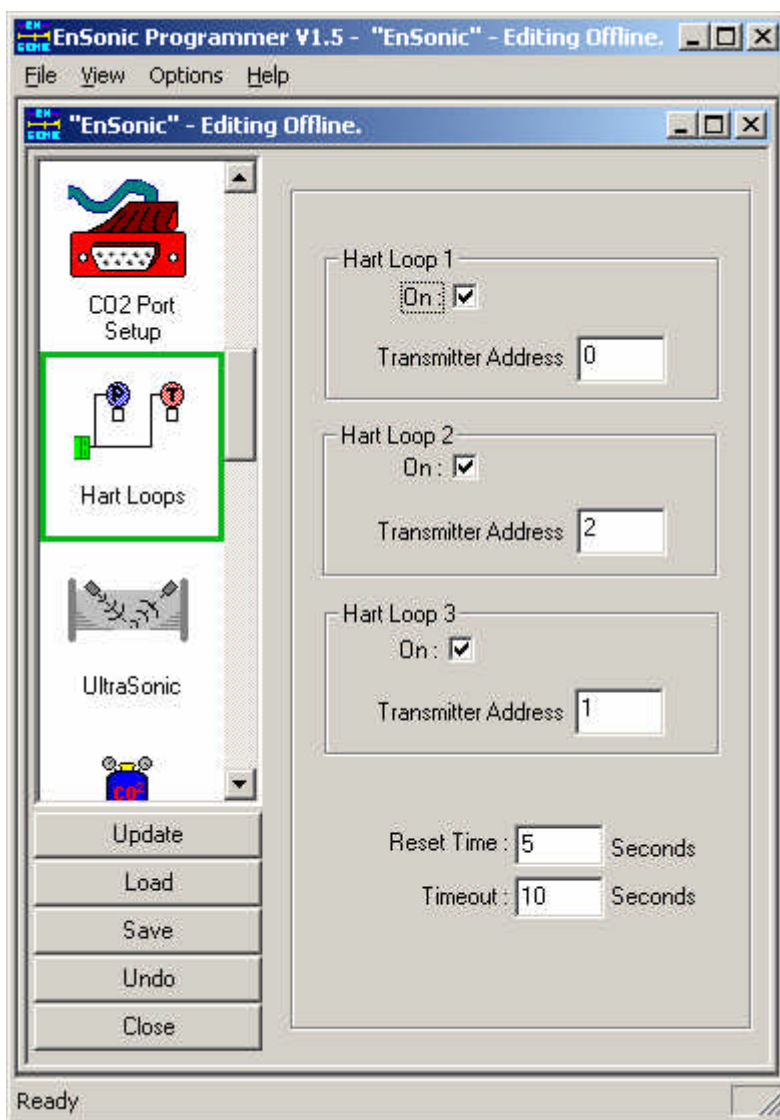 EnSonic Programmer V1.5 - "EnSonic" - Editing Offline.
File View Options Help
"EnSonic" - Editing Offline.
CO2 Port
Setup
P T
Hart Loops
UltraSonic
CO²
Update
Load
Save
Undo
Close
Hart Loop 1
On :
Transmitter Address 0
Hart Loop 2
On :
Transmitter Address 2
Hart Loop 3
On :
Transmitter Address 1
Reset Time : 5 Seconds
Timeout : 10 Seconds
Ready